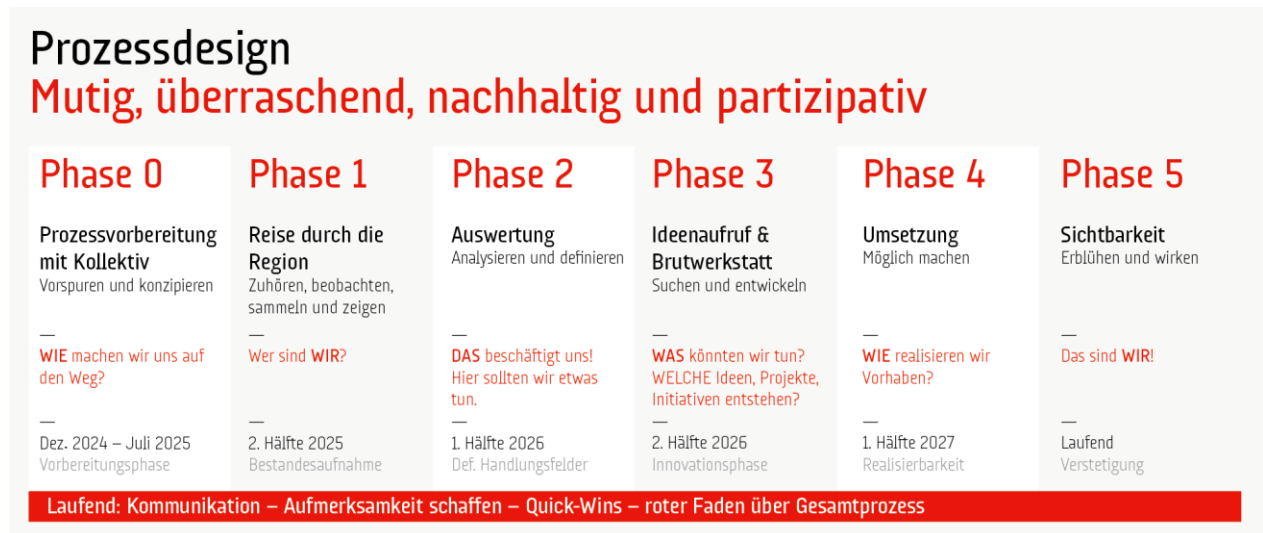 Prozessdesign
Mutig, überraschend, nachhaltig und partizipativ
Phase 0
Prozessvorbereitung
mit Kollektiv
Vorspuren und konzipieren
—
WIE machen wir uns auf
den Weg?
—
Dez. 2024 – Juli 2025
Vorbereitungsphase
Phase 1
Reise durch die
Region
Zuhören, beobachten,
sammeln und zeigen
—
Wer sind WIR?
—
2. Hälfte 2025
Bestandesaufnahme
Phase 2
Auswertung
Analysieren und definieren
—
DAS beschäftigt uns!
Hier sollten wir etwas
tun.
—
1. Hälfte 2026
Def. Handlungsfelder
Phase 3
Ideenaufruf &
Brutwerkstatt
Suchen und entwickeln
—
WAS könnten wir tun?
WELCHE Ideen, Projekte,
Initiativen entstehen?
—
2. Hälfte 2026
Innovationsphase
Phase 4
Umsetzung
Möglich machen
—
WIE realisieren wir
Vorhaben?
—
1. Hälfte 2027
Realisierbarkeit
Phase 5
Sichtbarkeit
Erblühen und wirken
—
Das sind WIR!
—
Laufend
Verstetigung
Laufend: Kommunikation – Aufmerksamkeit schaffen – Quick-Wins – roter Faden über Gesamtprozess